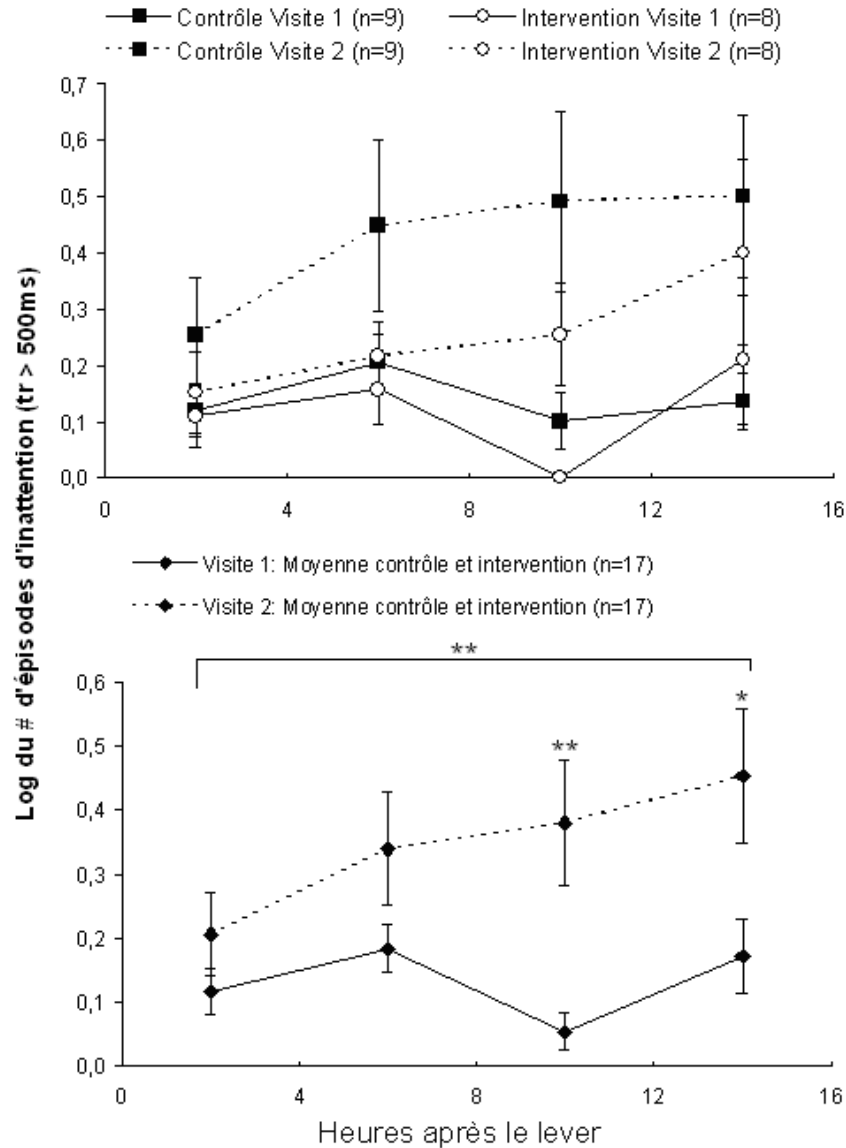 Contrôle Visite 1 (n=9) Intervention Visite 1 (n=8)
Contrôle Visite 2 (n=9) Intervention Visite 2 (n=8)
0,7
0,6
0,5
0,4
0,3
0,2
0,1
0,0
0 4 8 12 16
Log du # d'épisodes d'inattention (tr > 500ms)
Visite 1: Moyenne contrôle et intervention (n=17)
Visite 2: Moyenne contrôle et intervention (n=17)
**
0,6
*
**
0,5
0,4
0,3
0,2
0,1
0,0
0 4 8 12 16
Heures après le lever